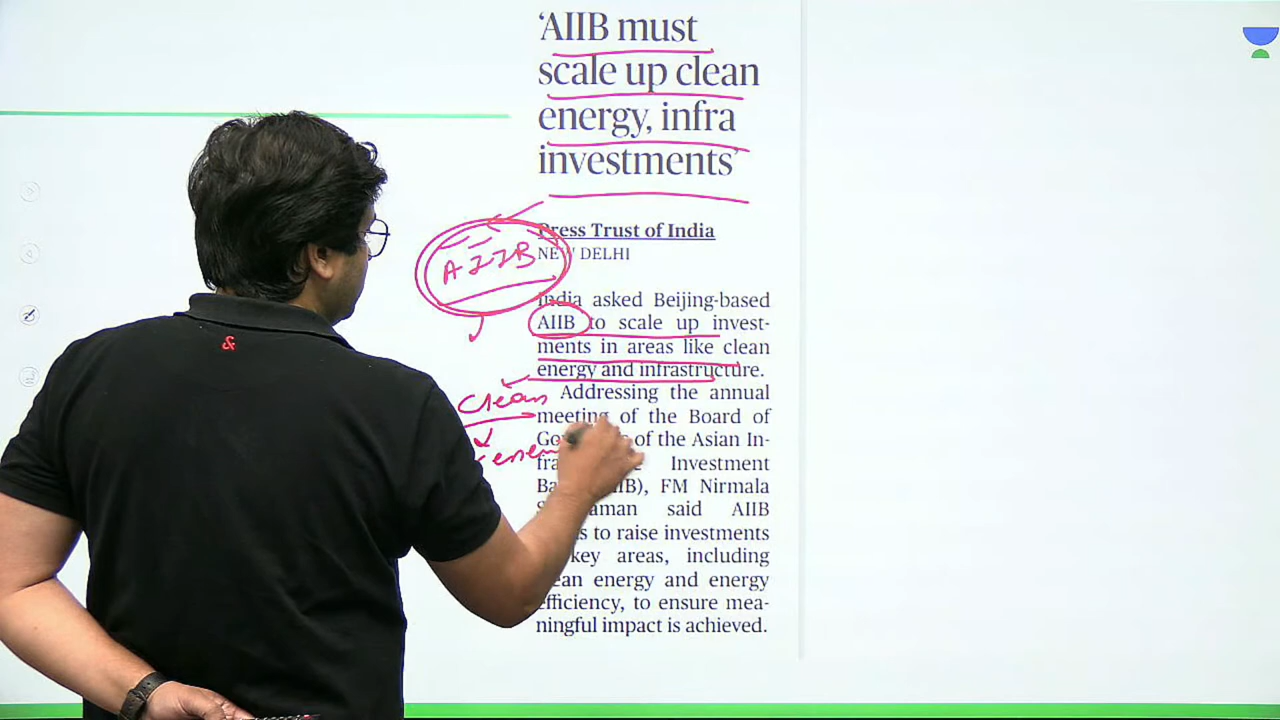 ‘AIIB must
scale up clean
energy, infra
investments’
Press Trust of India
NEW DELHI
AIIB
India asked Beijing-based
AIIB to scale up invest-
ments in areas like clean
energy and infrastructure.
clean
Addressing the annual
meeting of the Board of
of the Asian In-
Investment
FM Nirmala
said AIIB
to raise investments
key areas, including
energy and energy
efficiency, to ensure mea-
ningful impact is achieved.
&